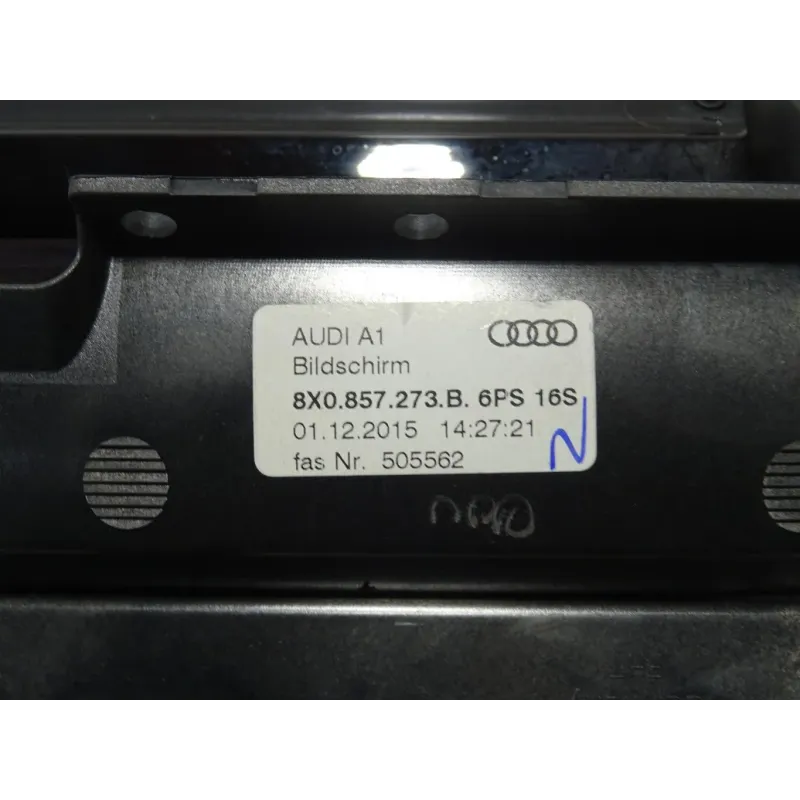 AUDI A1
Bildschirm
8X0.857.273.B. 6PS 16S
01.12.2015 14:27:21
fas Nr. 505562